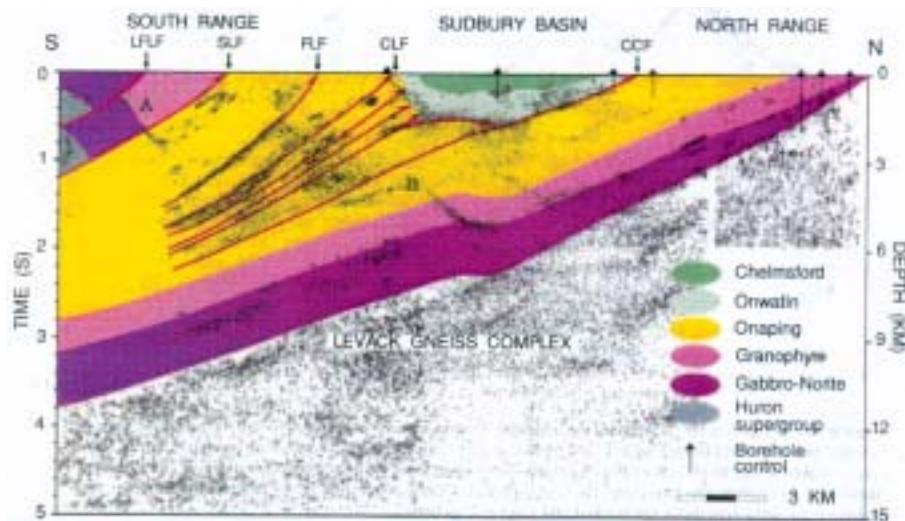 SOUTH RANGE SUDBURY BASIN NORTH RANGE
S LFLF SLF FLF CLF CCF N
0 0
A
1 3
B
2 6
3 9
4 12
5 15
TIME (S)
DEPTH (KM)
LEVACK GNEISS COMPLEX
Chelmsford
Onwatin
Onaping
Granophyre
Gabbro-Norite
Huron
supergroup
Borehole
control
3 KM